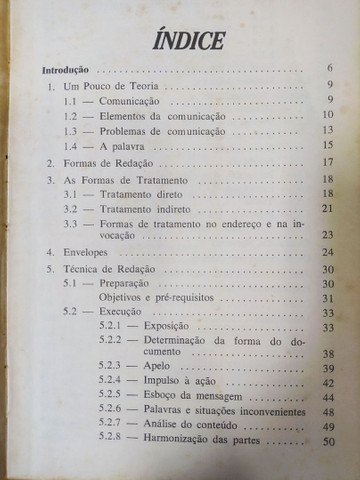 ÍNDICE
Introdução ........................................ 6
1. Um Pouco de Teoria ........................... 9
1.1 — Comunicação ........................... 9
1.2 — Elementos da comunicação ............. 10
1.3 — Problemas de comunicação ............. 13
1.4 — A palavra ............................. 15
2. Formas de Redação ............................ 17
3. As Formas de Tratamento ..................... 18
3.1 — Tratamento direto ..................... 18
3.2 — Tratamento indireto ................... 21
3.3 — Formas de tratamento no endereço e na in-
vocação ............................... 23
4. Envelopes .................................... 24
5. Técnica de Redação ........................... 30
5.1 — Preparação ............................ 30
Objetivos e pré-requisitos ............... 31
5.2 — Execução .............................. 33
5.2.1 — Exposição ...................... 33
5.2.2 — Determinação da forma do do-
cumento ........................ 38
5.2.3 — Apelo .......................... 39
5.2.4 — Impulso à ação ................. 42
5.2.5 — Esboço da mensagem ............. 44
5.2.6 — Palavras e situações inconvenientes 48
5.2.7 — Análise do conteúdo ............ 49
5.2.8 — Harmonização das partes ........ 50